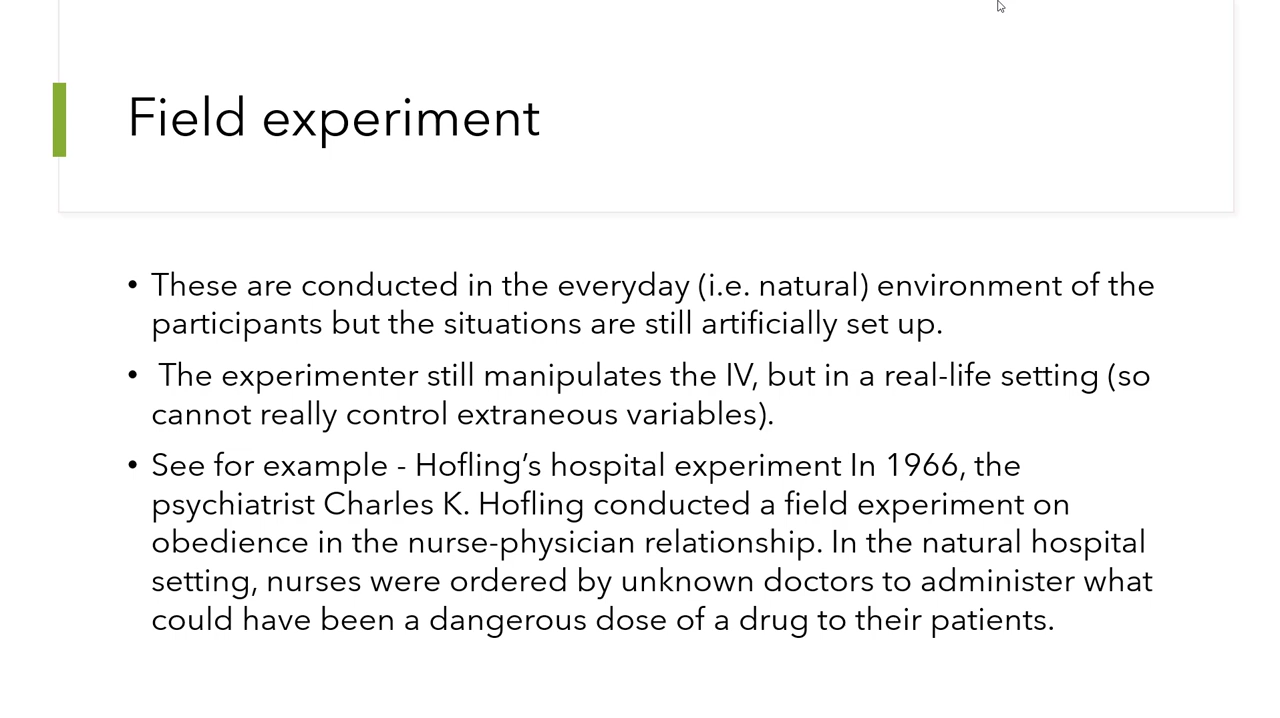 Field experiment
• These are conducted in the everyday (i.e. natural) environment of the
participants but the situations are still artificially set up.
• The experimenter still manipulates the IV, but in a real-life setting (so
cannot really control extraneous variables).
• See for example - Hofling’s hospital experiment In 1966, the
psychiatrist Charles K. Hofling conducted a field experiment on
obedience in the nurse-physician relationship. In the natural hospital
setting, nurses were ordered by unknown doctors to administer what
could have been a dangerous dose of a drug to their patients.